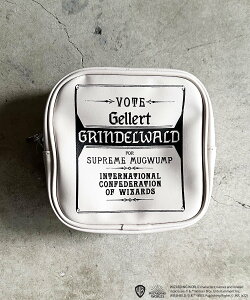 VOTE
Gellert
GRINDELWALD
FOR
SUPREME MUGWUMP
INTERNATIONAL
CONFEDERATION
OF WIZARDS